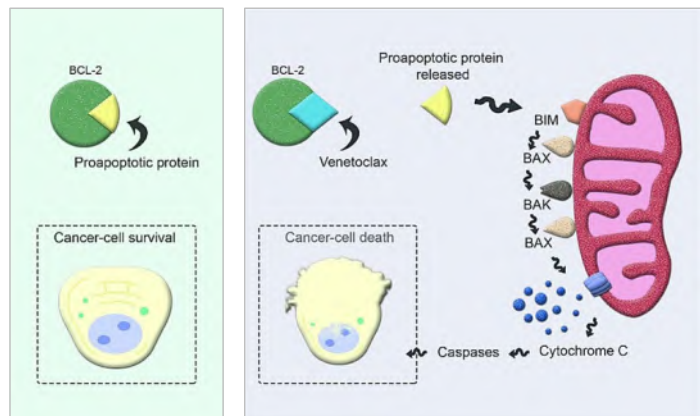 BCL-2
Proapoptotic protein
Cancer-cell survival
BCL-2
Venetoclax
Proapoptotic protein
released
BIM
BAX
BAK
BAX
Cytochrome C
Caspases
Cancer-cell death